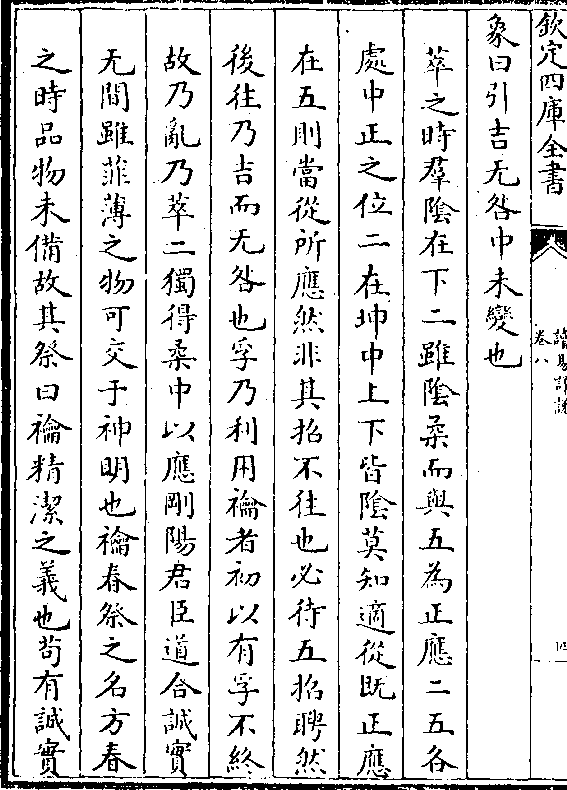 欽定四庫全書
讀易詳說
卷八
四
象曰引吉无咎中未變也
萃之時羣陰在下二雖陰柔而與五為正應二五各
處中正之位二在坤中上下皆陰莫知適從既正應
在五則當從所應然非其招不往也必待五招聘然
後往乃吉而无咎也孚乃利用禴者初以有孚不終
故乃亂乃萃二獨得柔中以應剛陽君臣道合誠實
无間雖菲薄之物可交于神明也禴春祭之名方春
之時品物未備故其祭曰禴精潔之義也苟有誠實